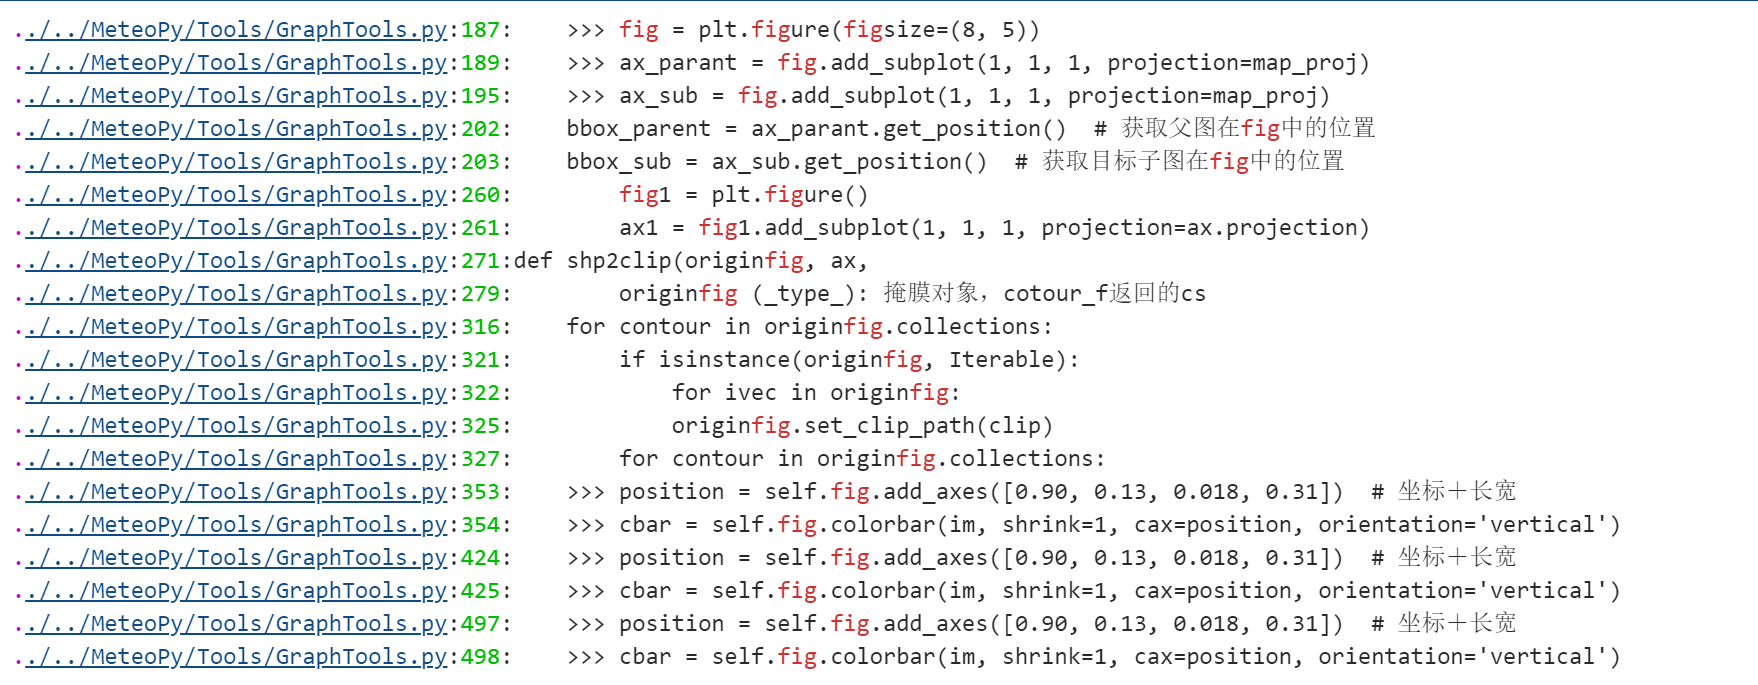 ../../MeteoPy/Tools/GraphTools.py:187:    >>> fig = plt.figure(figsize=(8, 5))
../../MeteoPy/Tools/GraphTools.py:189:    >>> ax_parant = fig.add_subplot(1, 1, 1, projection=map_proj)
../../MeteoPy/Tools/GraphTools.py:195:    >>> ax_sub = fig.add_subplot(1, 1, 1, projection=map_proj)
../../MeteoPy/Tools/GraphTools.py:202:    bbox_parent = ax_parant.get_position()  # 获取父图在fig中的位置
../../MeteoPy/Tools/GraphTools.py:203:    bbox_sub = ax_sub.get_position()  # 获取目标子图在fig中的位置
../../MeteoPy/Tools/GraphTools.py:260:        fig1 = plt.figure()
../../MeteoPy/Tools/GraphTools.py:261:        ax1 = fig1.add_subplot(1, 1, 1, projection=ax.projection)
../../MeteoPy/Tools/GraphTools.py:271:def shp2clip(originfig, ax,
../../MeteoPy/Tools/GraphTools.py:279:        originfig (_type_): 掩膜对象，cotour_f返回的cs
../../MeteoPy/Tools/GraphTools.py:316:    for contour in originfig.collections:
../../MeteoPy/Tools/GraphTools.py:321:        if isinstance(originfig, Iterable):
../../MeteoPy/Tools/GraphTools.py:322:            for ivec in originfig:
../../MeteoPy/Tools/GraphTools.py:325:            originfig.set_clip_path(clip)
../../MeteoPy/Tools/GraphTools.py:327:        for contour in originfig.collections:
../../MeteoPy/Tools/GraphTools.py:353:    >>> position = self.fig.add_axes([0.90, 0.13, 0.018, 0.31])  # 坐标＋长宽
../../MeteoPy/Tools/GraphTools.py:354:    >>> cbar = self.fig.colorbar(im, shrink=1, cax=position, orientation='vertical')
../../MeteoPy/Tools/GraphTools.py:424:    >>> position = self.fig.add_axes([0.90, 0.13, 0.018, 0.31])  # 坐标＋长宽
../../MeteoPy/Tools/GraphTools.py:425:    >>> cbar = self.fig.colorbar(im, shrink=1, cax=position, orientation='vertical')
../../MeteoPy/Tools/GraphTools.py:497:    >>> position = self.fig.add_axes([0.90, 0.13, 0.018, 0.31])  # 坐标＋长宽
../../MeteoPy/Tools/GraphTools.py:498:    >>> cbar = self.fig.colorbar(im, shrink=1, cax=position, orientation='vertical')